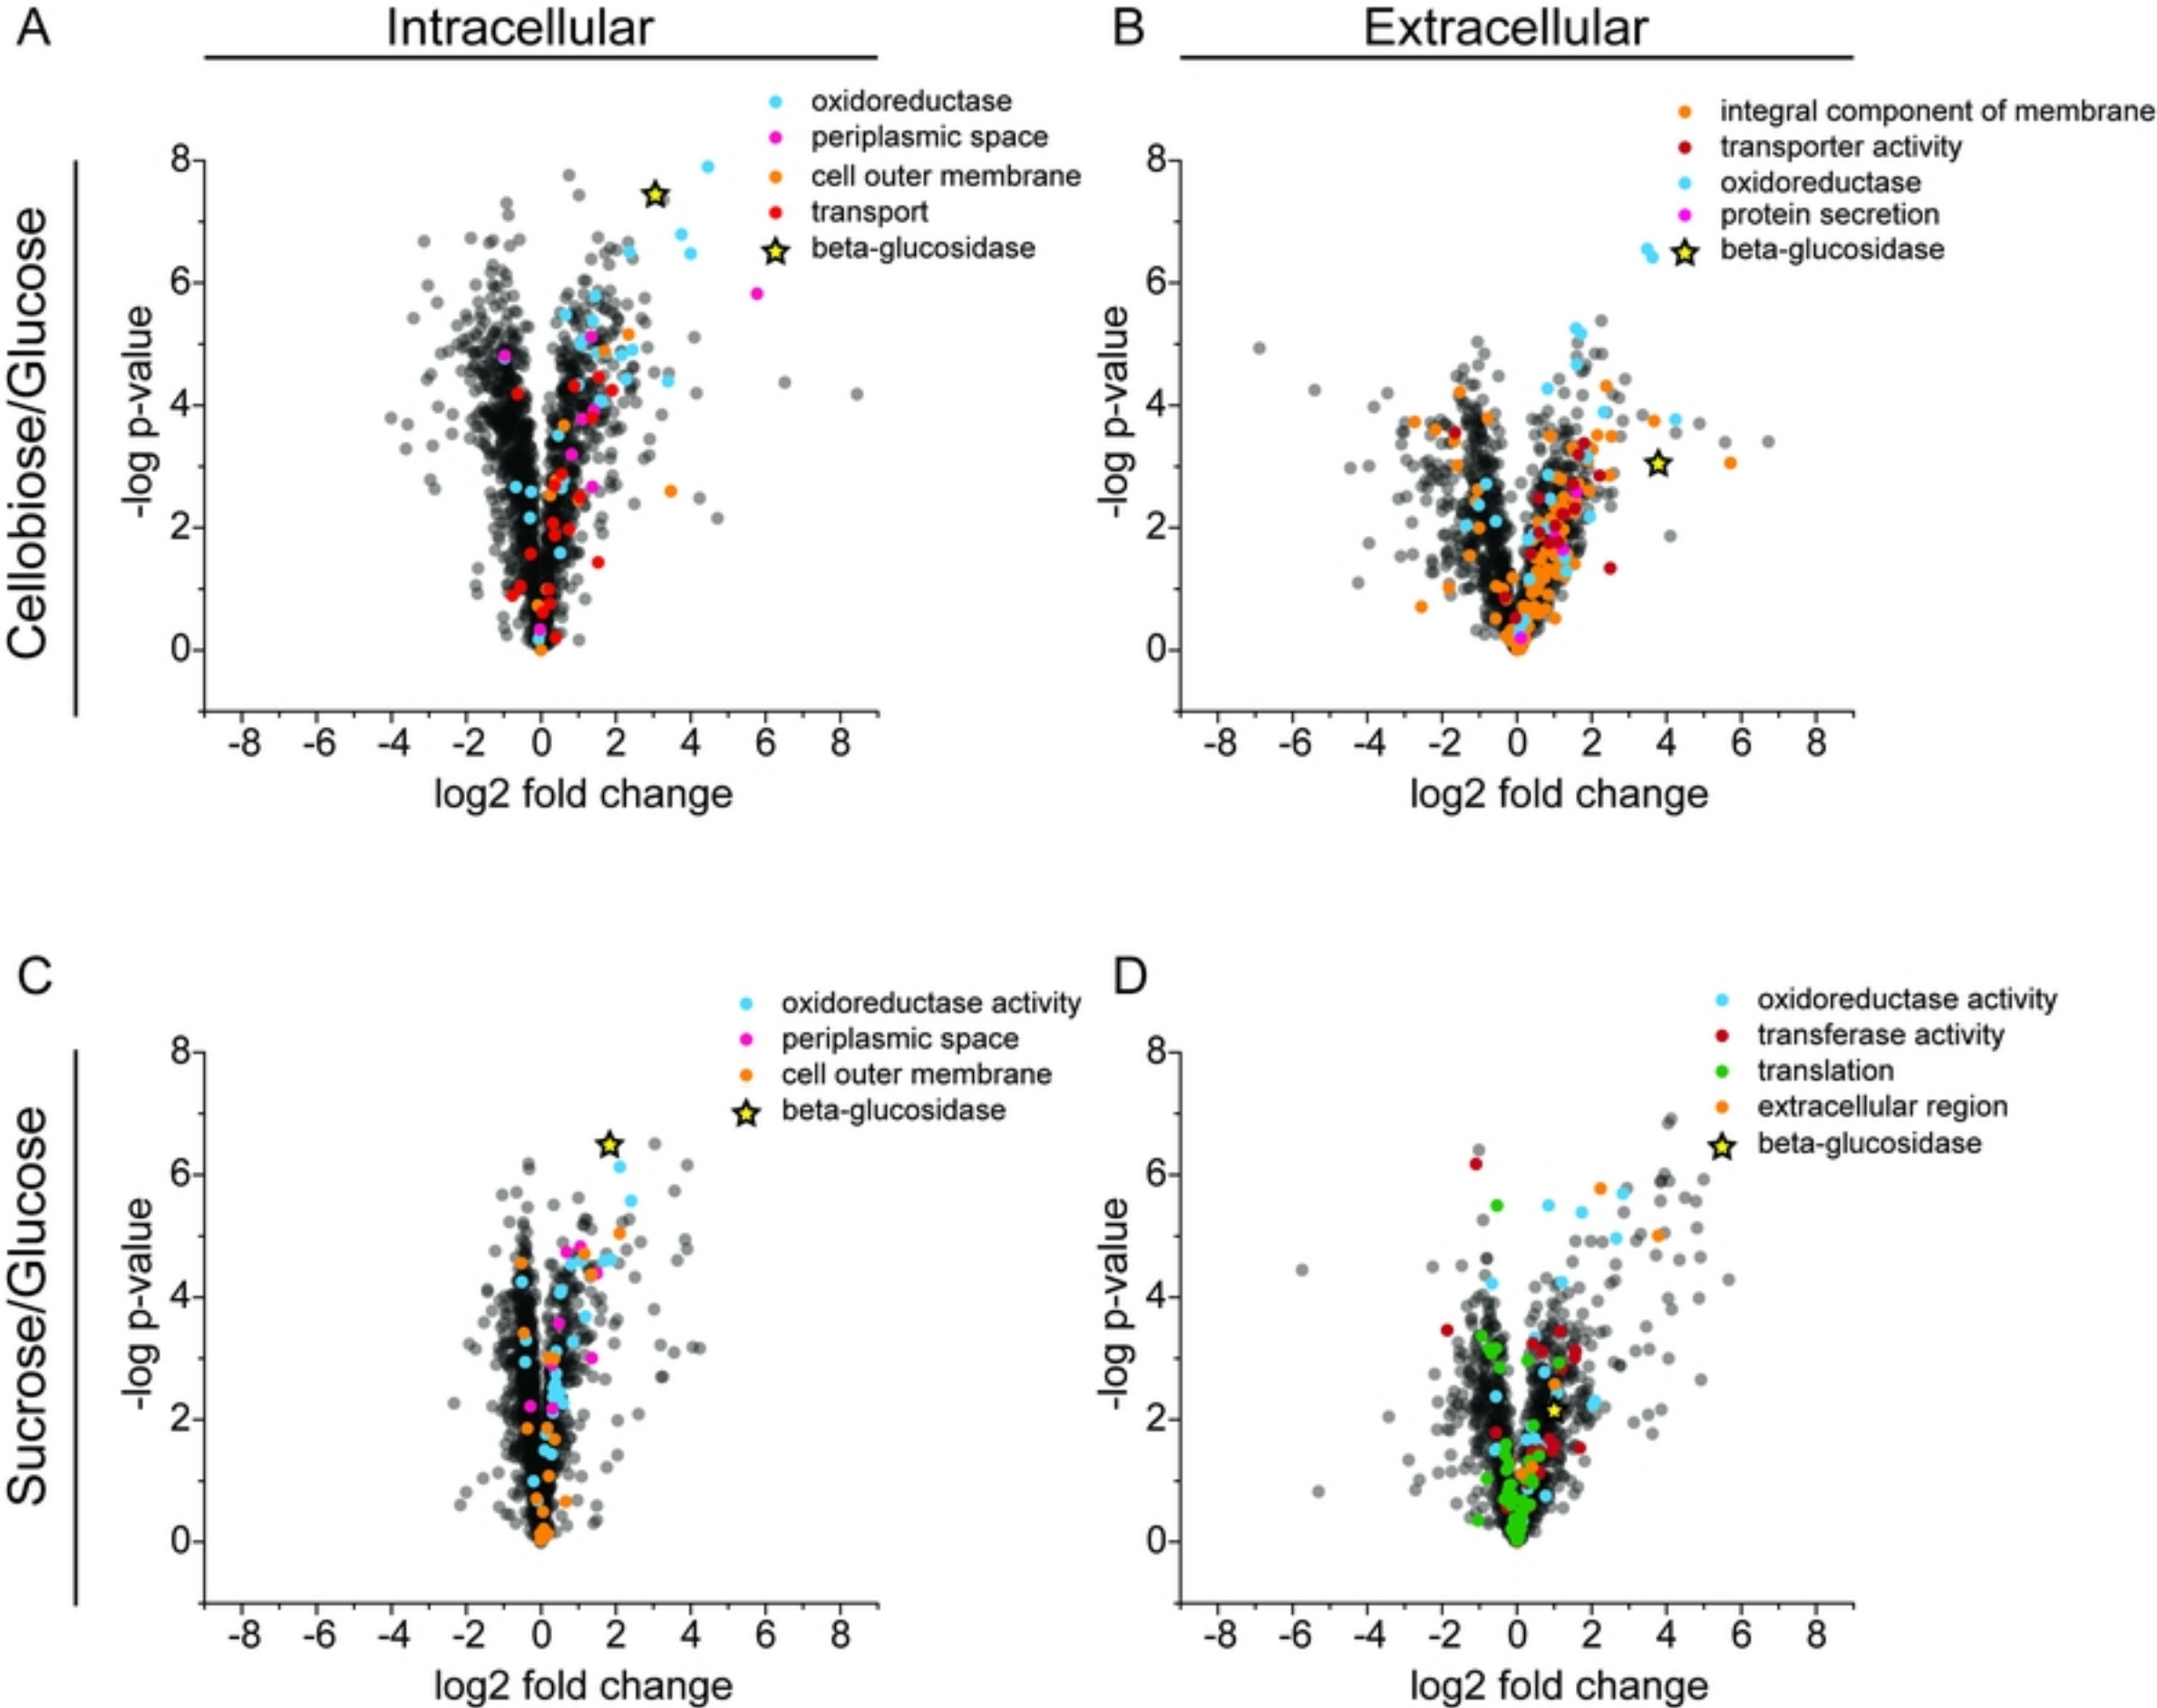 A
Intracellular
B
Extracellular
Cellobiose/Glucose
oxidoreductase
periplasmic space
cell outer membrane
transport
beta-glucosidase
8
6
4
2
0
-log p-value
-8 -6 -4 -2 0 2 4 6 8
log2 fold change
integral component of membrane
transporter activity
oxidoreductase
protein secretion
beta-glucosidase
8
6
4
2
0
-log p-value
-8 -6 -4 -2 0 2 4 6 8
log2 fold change
C
Sucrose/Glucose
oxidoreductase activity
periplasmic space
cell outer membrane
beta-glucosidase
8
6
4
2
0
-log p-value
-8 -6 -4 -2 0 2 4 6 8
log2 fold change
D
oxidoreductase activity
transferase activity
translation
extracellular region
beta-glucosidase
8
6
4
2
0
-log p-value
-8 -6 -4 -2 0 2 4 6 8
log2 fold change